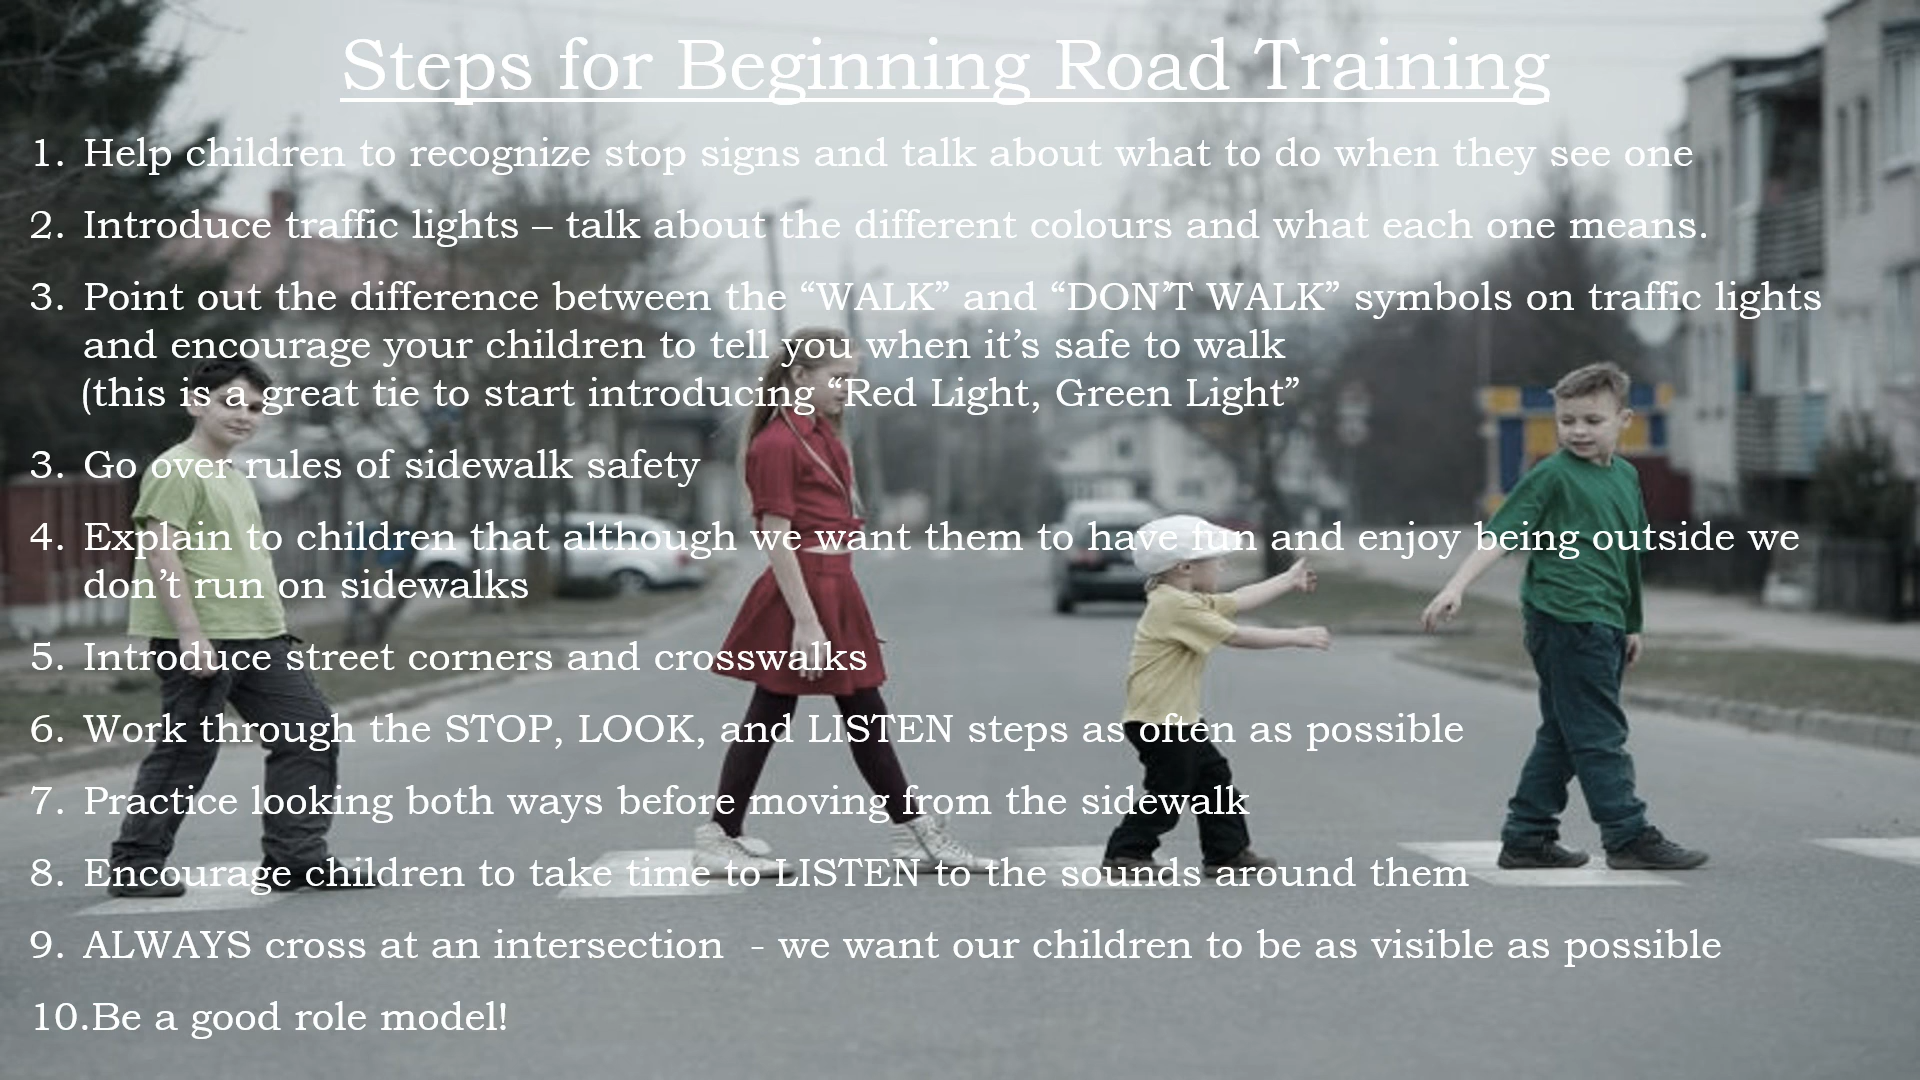 Steps for Beginning Road Training
1. Help children to recognize stop signs and talk about what to do when they see one
2. Introduce traffic lights – talk about the different colours and what each one means.
3. Point out the difference between the “WALK” and “DON’T WALK” symbols on traffic lights
and encourage your children to tell you when it’s safe to walk
(this is a great tie to start introducing “Red Light, Green Light”
3. Go over rules of sidewalk safety
4. Explain to children that although we want them to have fun and enjoy being outside we
don’t run on sidewalks
5. Introduce street corners and crosswalks
6. Work through the STOP, LOOK, and LISTEN steps as often as possible
7. Practice looking both ways before moving from the sidewalk
8. Encourage children to take time to LISTEN to the sounds around them
9. ALWAYS cross at an intersection  - we want our children to be as visible as possible
10.Be a good role model!